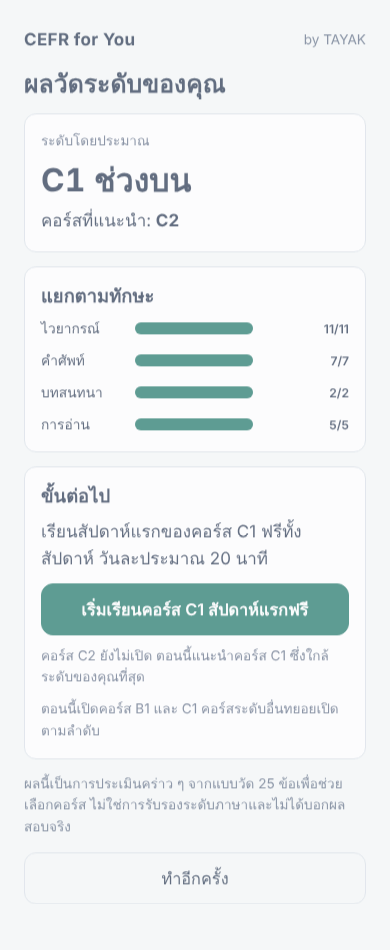 CEFR for You
by TAYAK
ผลวัดระดับของคุณ
ระดับโดยประมาณ
C1 ช่วงบน
คอร์สที่แนะนำ: C2
แยกตามทักษะ
ไวยากรณ์ 11/11
คำศัพท์ 7/7
บทสนทนา 2/2
การอ่าน 5/5
ขั้นต่อไป
เรียนสัปดาห์แรกของคอร์ส C1 ฟรีทั้ง
สัปดาห์ วันละประมาณ 20 นาที
เริ่มเรียนคอร์ส C1 สัปดาห์แรกฟรี
คอร์ส C2 ยังไม่เปิด ตอนนี้แนะนำคอร์ส C1 ซึ่งใกล้
ระดับของคุณที่สุด
ตอนนี้เปิดคอร์ส B1 และ C1 คอร์สระดับอื่นทยอยเปิด
ตามลำดับ
ผลนี้เป็นการประเมินคร่าว ๆ จากแบบวัด 25 ข้อเพื่อช่วย
เลือกคอร์ส ไม่ใช่การรับรองระดับภาษาและไม่ได้บอกผล
สอบจริง
ทำอีกครั้ง